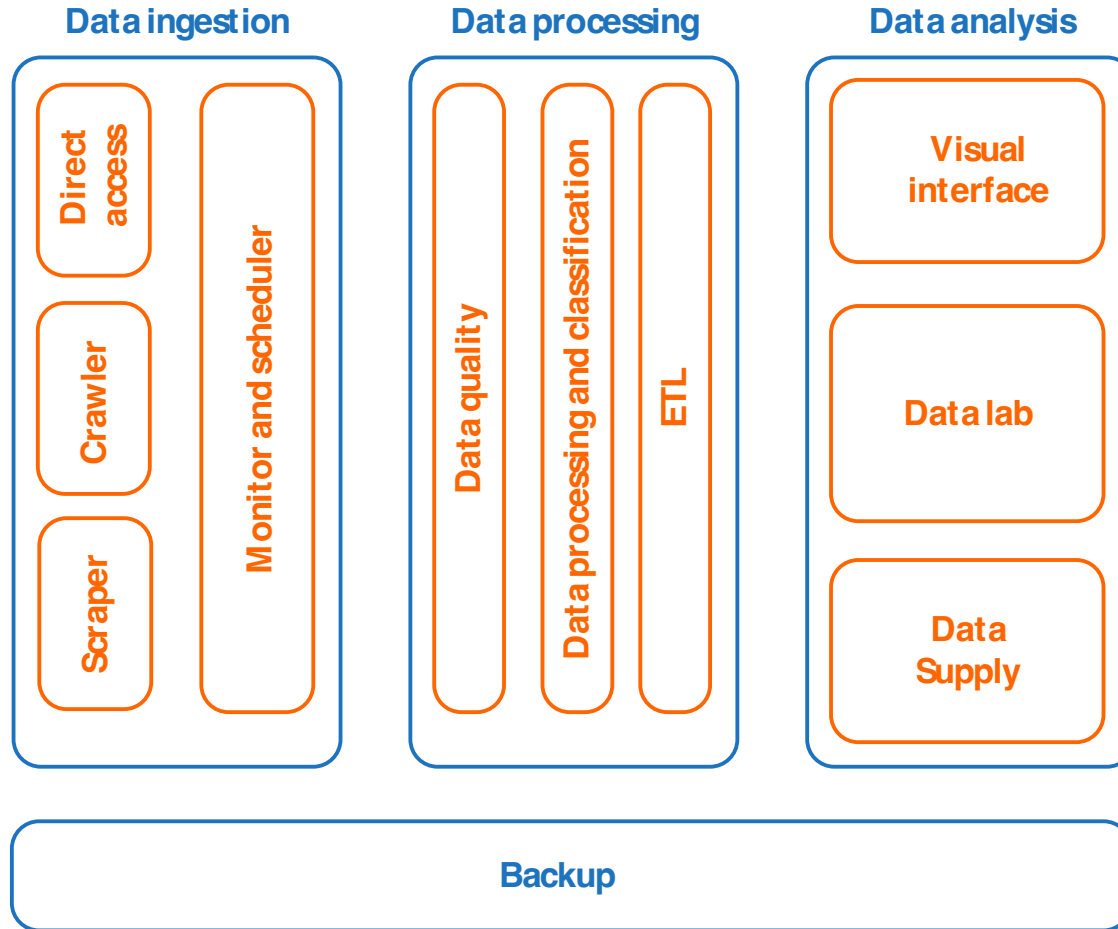 Data ingestion
Direct
access
Crawler
Scraper
Monitor and scheduler
Data processing
Data quality
Data processing and classification
ETL
Data analysis
Visual
interface
Data lab
Data
Supply
Backup